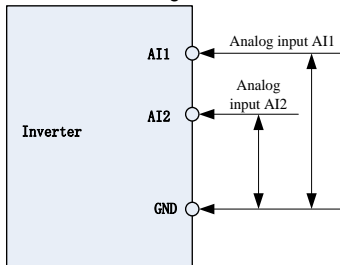 AI1
Analog input AI1
Analog
input AI2
AI2
Inverter
GND